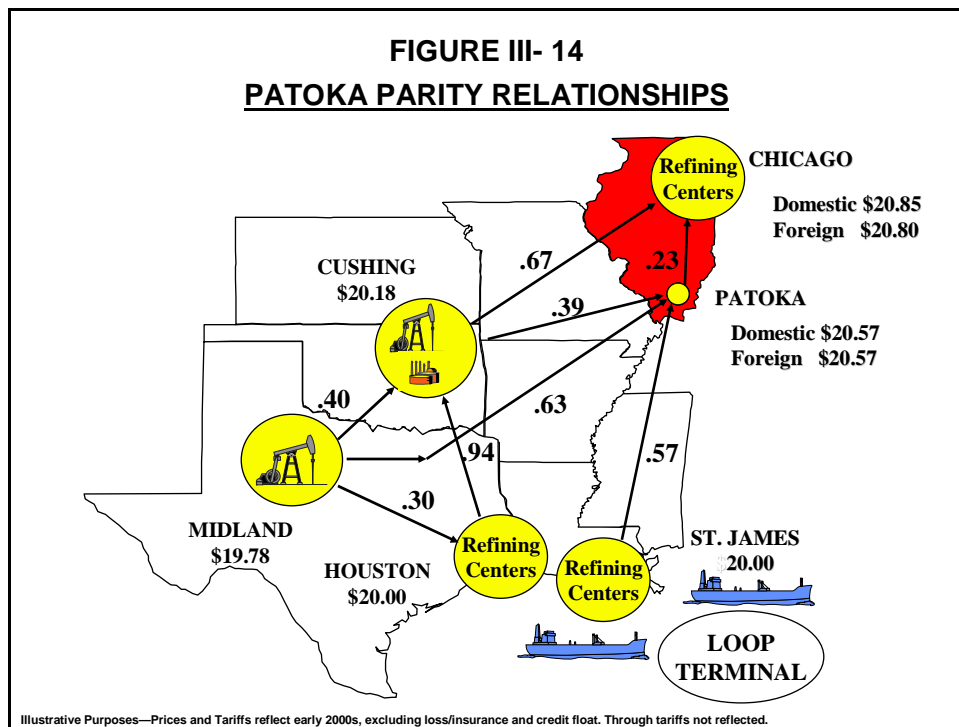 FIGURE III- 14
PATOKA PARITY RELATIONSHIPS
Refining
Centers
CHICAGO
Domestic $20.85
Foreign $20.80
.67
.23
CUSHING
$20.18
.39
PATOKA
Domestic $20.57
Foreign $20.57
.40
.63
.94
.57
.30
MIDLAND
$19.78
HOUSTON
$20.00
Refining
Centers
Refining
Centers
ST. JAMES
$20.00
LOOP
TERMINAL
Illustrative Purposes—Prices and Tariffs reflect early 2000s, excluding loss/insurance and credit float. Through tariffs not reflected.